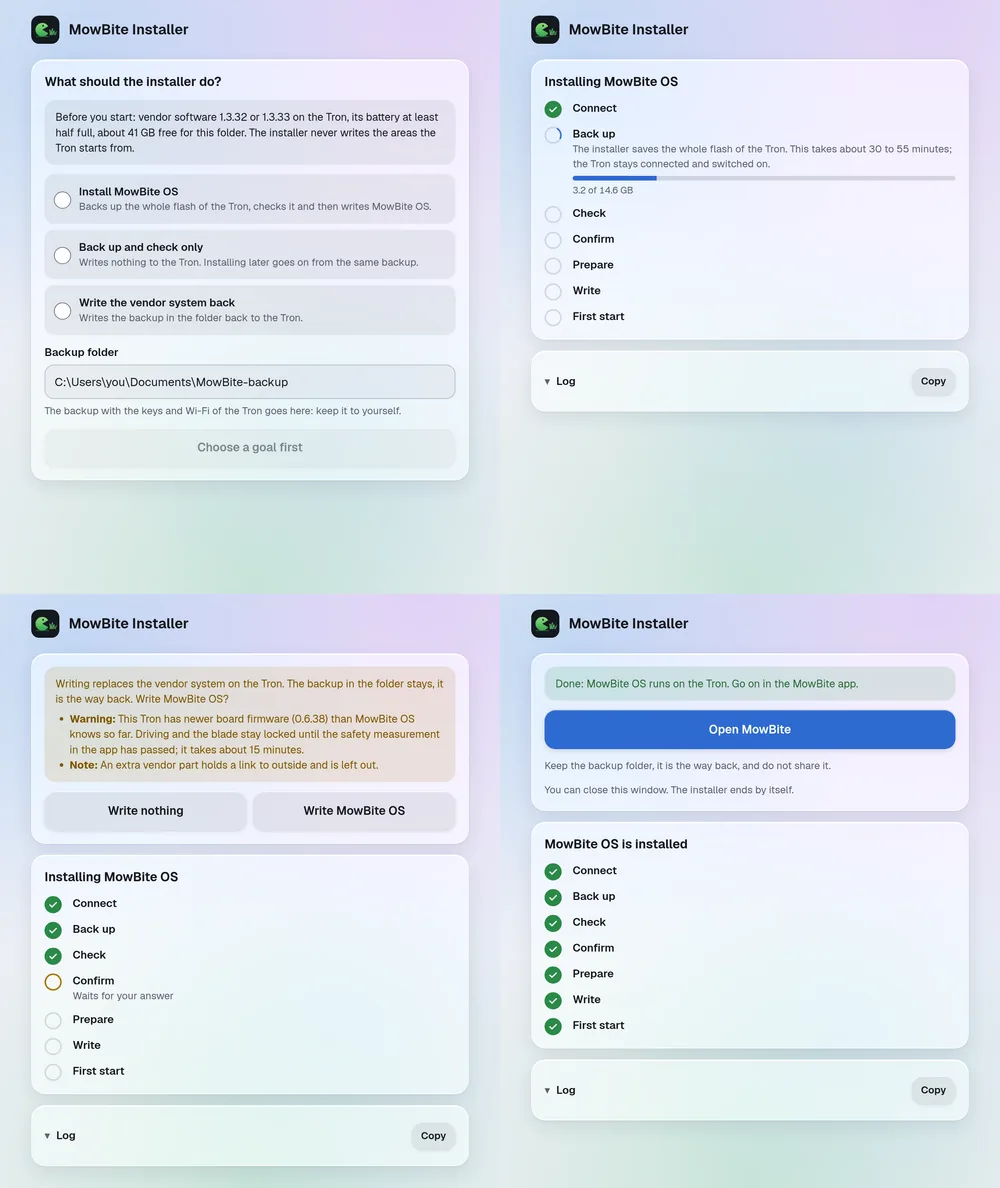 MowBite Installer
What should the installer do?
Before you start: vendor software 1.3.32 or 1.3.33 on the Tron, its battery at least
half full, about 41 GB free for this folder. The installer never writes the areas the
Tron starts from.
Install MowBite OS
Backs up the whole flash of the Tron, checks it and then writes MowBite OS.
Back up and check only
Writes nothing to the Tron. Installing later goes on from the same backup.
Write the vendor system back
Writes the backup in the folder back to the Tron.
Backup folder
C:\Users\you\Documents\MowBite-backup
The backup with the keys and Wi-Fi of the Tron goes here: keep it to yourself.
Choose a goal first
MowBite Installer
Installing MowBite OS
Connect
Back up
The installer saves the whole flash of the Tron. This takes about 30 to 55 minutes;
the Tron stays connected and switched on.
3.2 of 14.6 GB
Check
Confirm
Prepare
Write
First start
Log
Copy
MowBite Installer
Writing replaces the vendor system on the Tron. The backup in the folder stays, it
is the way back. Write MowBite OS?
• Warning: This Tron has newer board firmware (0.6.38) than MowBite OS
knows so far. Driving and the blade stay locked until the safety measurement
in the app has passed; it takes about 15 minutes.
• Note: An extra vendor part holds a link to outside and is left out.
Write nothing
Write MowBite OS
Installing MowBite OS
Connect
Back up
Check
Confirm
Waits for your answer
Prepare
Write
First start
Log
Copy
MowBite Installer
Done: MowBite OS runs on the Tron. Go on in the MowBite app.
Open MowBite
Keep the backup folder, it is the way back, and do not share it.
You can close this window. The installer ends by itself.
MowBite OS is installed
Connect
Back up
Check
Confirm
Prepare
Write
First start
Log
Copy